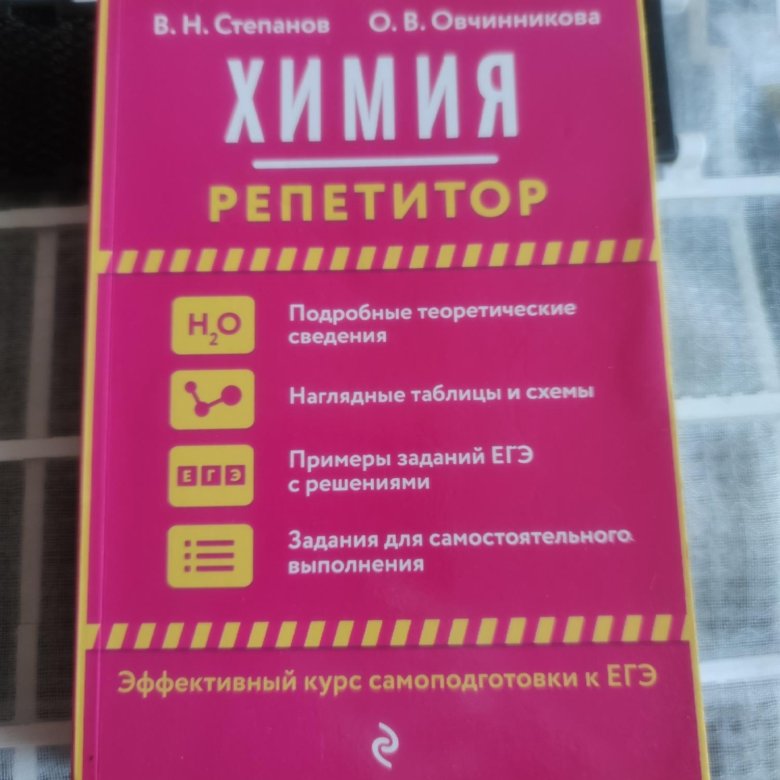 В. Н. Степанов О. В. Овчинникова
ХИМИЯ
РЕПЕТИТОР
H₂O
Подробные теоретические
сведения
Наглядные таблицы и схемы
ЕГЭ
Примеры заданий ЕГЭ
с решениями
Задания для самостоятельного
выполнения
Эффективный курс самоподготовки к ЕГЭ